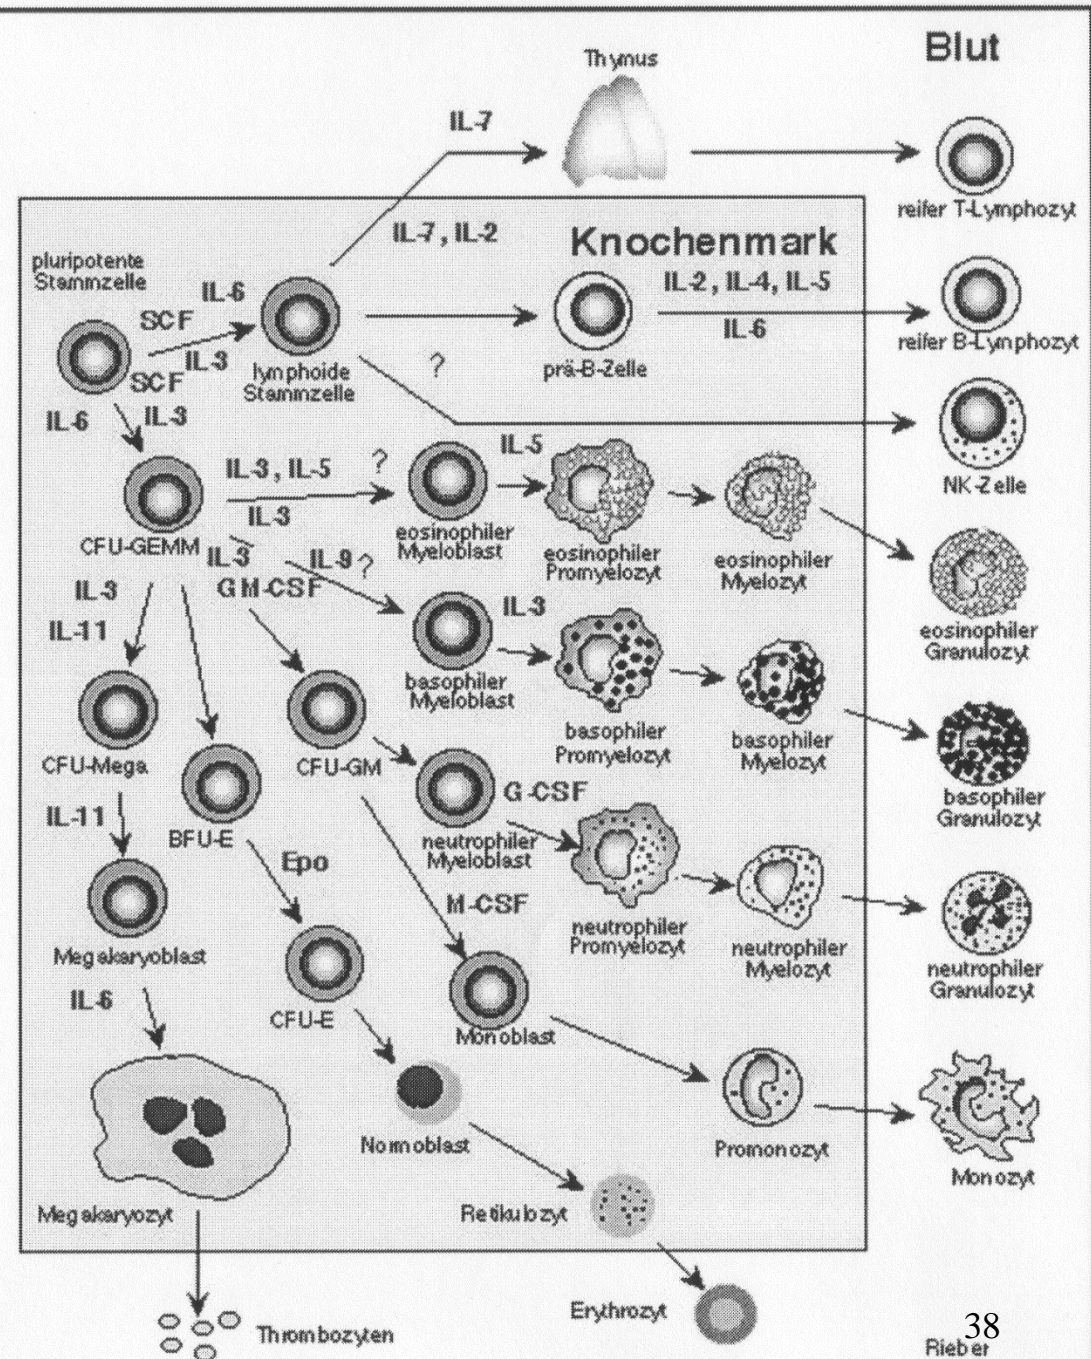 Blut
Thymus
IL-7
reifer T-Lymphozyt
IL-7, IL-2
Knochenmark
pluripotente
Stammzelle
IL-6
SCF
IL-3
lymphoide
Stammzelle
IL-2, IL-4, IL-5
IL-6
prä-B-Zelle
reifer B-Lymphozyt
?
NK-Zelle
SCF
IL-6
IL-3
CFU-GEMM
IL-3, IL-5
?
IL-3
eosinophiler
Myeloblast
IL-5
eosinophiler
Promyelozyt
eosinophiler
Myelozyt
eosinophiler
Granulozyt
IL-3
IL-9
?
GM-CSF
basophiler
Myeloblast
IL-3
basophiler
Promyelozyt
basophiler
Myelozyt
basophiler
Granulozyt
IL-3
IL-11
CFU-Mega
BFU-E
CFU-GM
neutrophiler
Myeloblast
G-CSF
neutrophiler
Promyelozyt
neutrophiler
Myelozyt
neutrophiler
Granulozyt
IL-11
Megakaryoblast
Epo
CFU-E
M-CSF
Monoblast
Promonozyt
Monozyt
IL-6
Megakaryozyt
Normoblast
Retikulozyt
Erythrozyt
Thrombozyten
38
Rieber